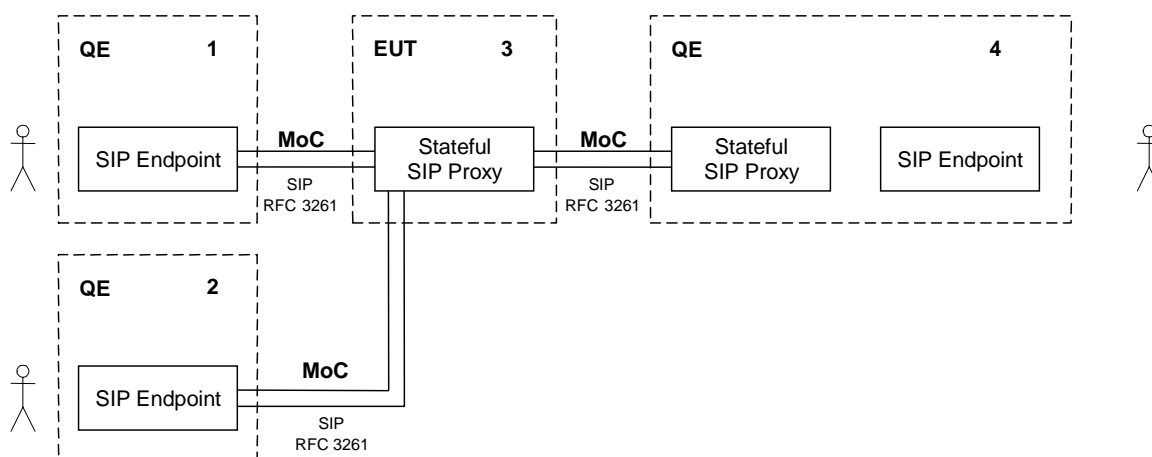 QE 1
EUT 3
QE 4
SIP Endpoint
MoC
SIP
RFC 3261
Stateful
SIP Proxy
MoC
SIP
RFC 3261
Stateful
SIP Proxy
SIP Endpoint
QE 2
SIP Endpoint
MoC
SIP
RFC 3261